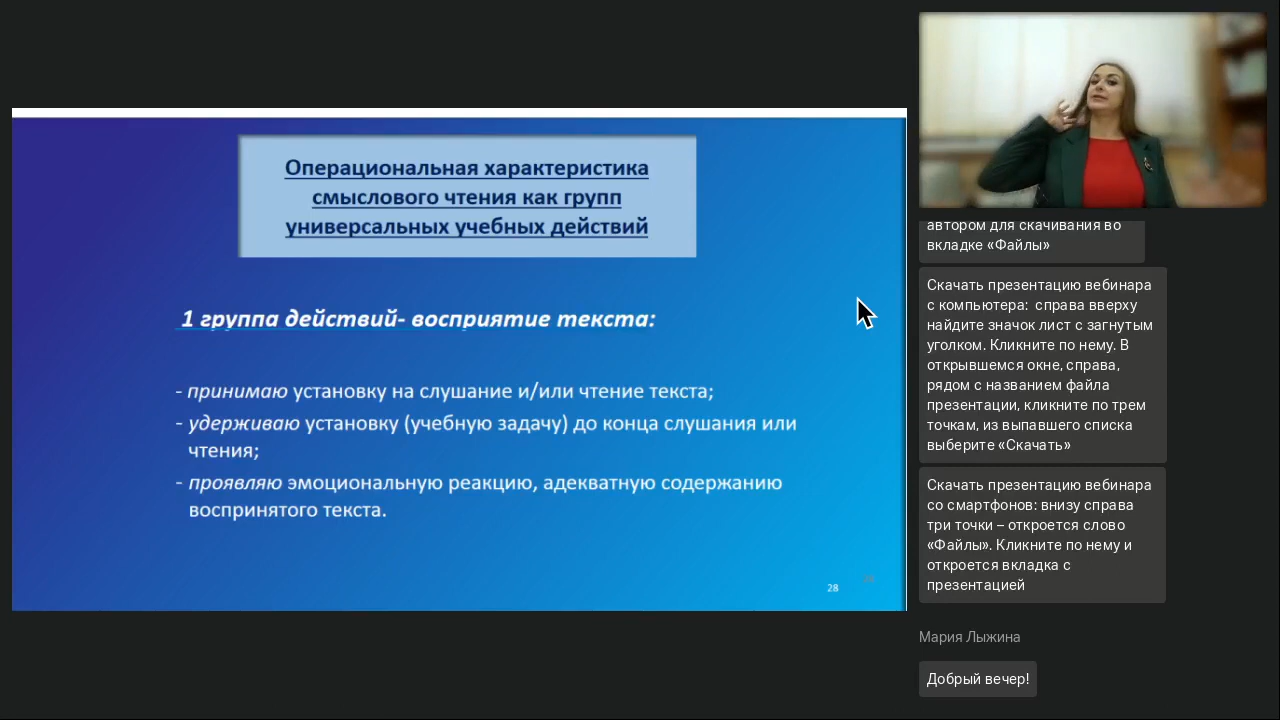 Операциональная характеристика
смыслового чтения как групп
универсальных учебных действий
1 группа действий- восприятие текста:
- принимаю установку на слушание и/или чтение текста;
- удерживаю установку (учебную задачу) до конца слушания или
чтения;
- проявляю эмоциональную реакцию, адекватную содержанию
воспринятого текста.
28
автором для скачивания во
вкладке «Файлы»
Скачать презентацию вебинара
с компьютера: справа вверху
найдите значок лист с загнутым
уголком. Кликните по нему. В
открывшемся окне, справа,
рядом с названием файла
презентации, кликните по трем
точкам, из выпавшего списка
выберите «Скачать»
Скачать презентацию вебинара
со смартфонов: внизу справа
три точки – откроется слово
«Файлы». Кликните по нему и
откроется вкладка с
презентацией
Мария Лыжина
Добрый вечер!